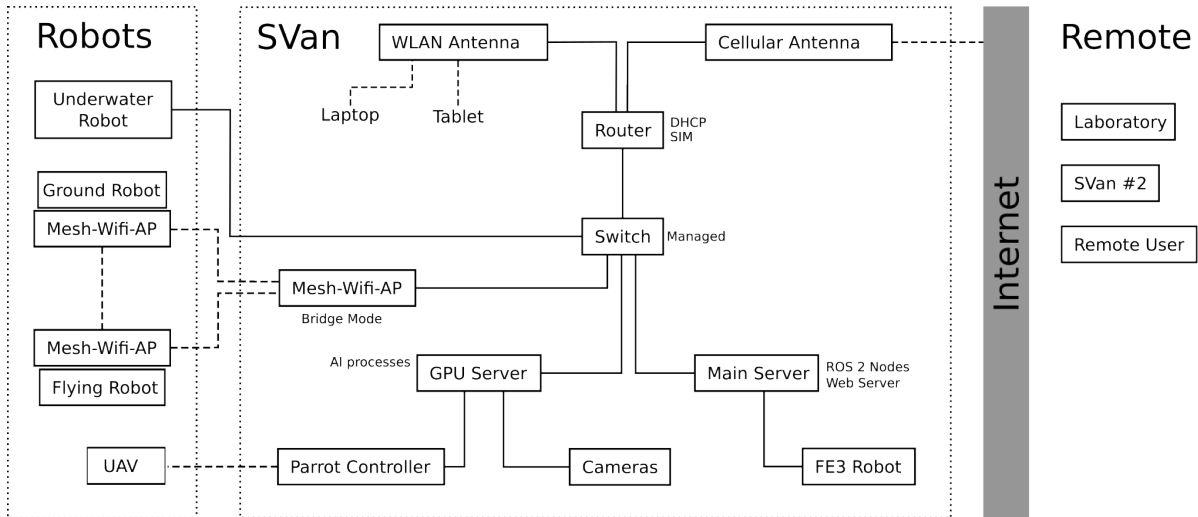 Robots
SVan
Remote
WLAN Antenna
Cellular Antenna
Underwater
Robot
Laptop
Tablet
Router
DHCP
SIM
Laboratory
Ground Robot
Mesh-Wifi-AP
SVan #2
Switch
Managed
Remote User
Internet
Mesh-Wifi-AP
Bridge Mode
Mesh-Wifi-AP
Flying Robot
AI processes
GPU Server
Main Server
ROS 2 Nodes
Web Server
UAV
Parrot Controller
Cameras
FE3 Robot